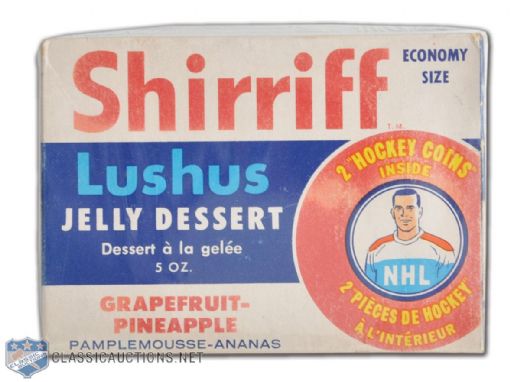 Shirriff
T.M.
ECONOMY
SIZE
Lushus
JELLY DESSERT
Dessert à la gelée
5 OZ.
GRAPEFRUIT-
PINEAPPLE
PAMPLEMOUSSE-ANANAS
2 "HOCKEY COINS"
INSIDE
NHL
2 PIÈCES DE HOCKEY
À L'INTÉRIEUR
CLASSICAUCTIONS.NET